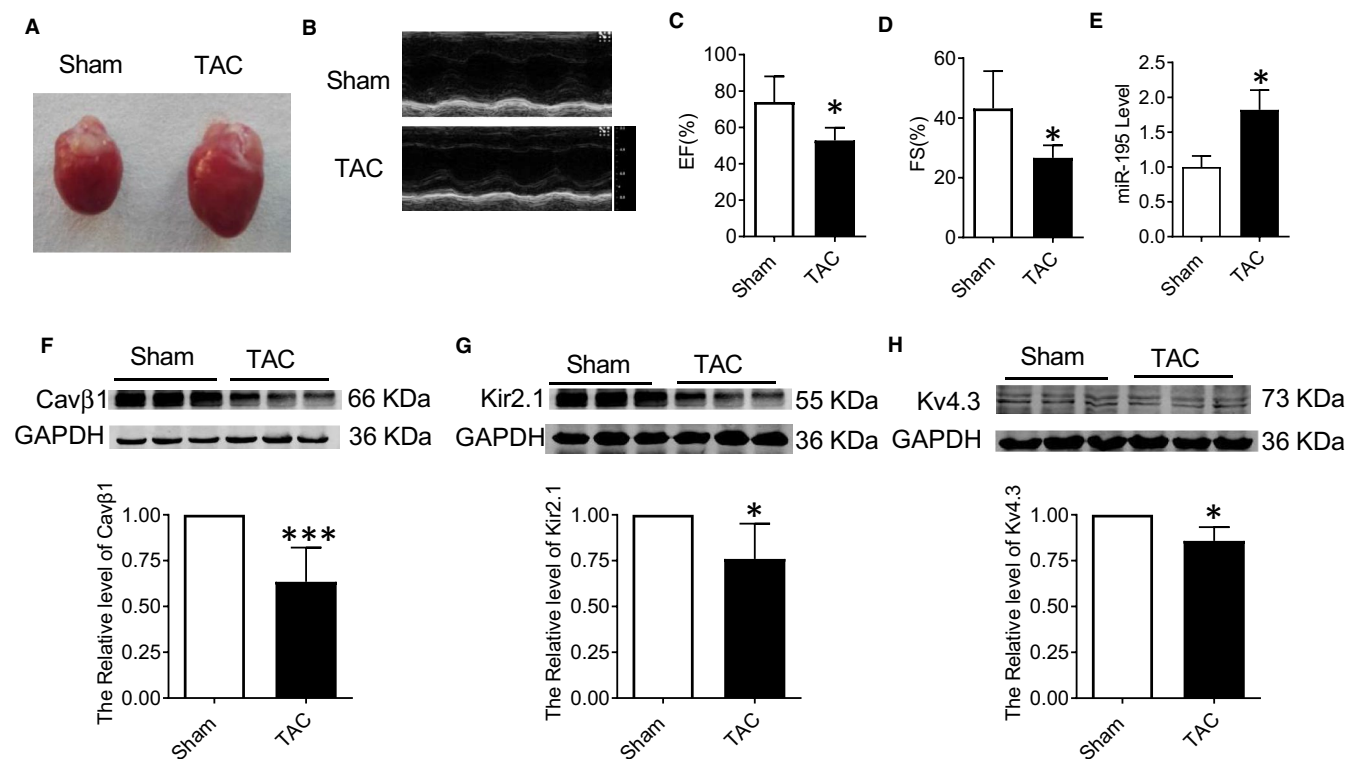 A
Sham TAC
B
Sham
TAC
C
EF(%)
100
80
60
40
20
0
*
Sham TAC
D
FS(%)
60
40
20
0
*
Sham TAC
E
miR-195 Level
2.5
2.0
1.5
1.0
0.5
0.0
*
Sham TAC
F
Sham TAC
Cavβ1 66 KDa
GAPDH 36 KDa
The Relative level of Cavβ1
1.00
0.75
0.50
0.25
0.00
***
Sham TAC
G
Sham TAC
Kir2.1 55 KDa
GAPDH 36 KDa
The Relative level of Kir2.1
1.00
0.75
0.50
0.25
0.00
*
Sham TAC
H
Sham TAC
Kv4.3 73 KDa
GAPDH 36 KDa
The Relative level of Kv4.3
1.00
0.75
0.50
0.25
0.00
*
Sham TAC